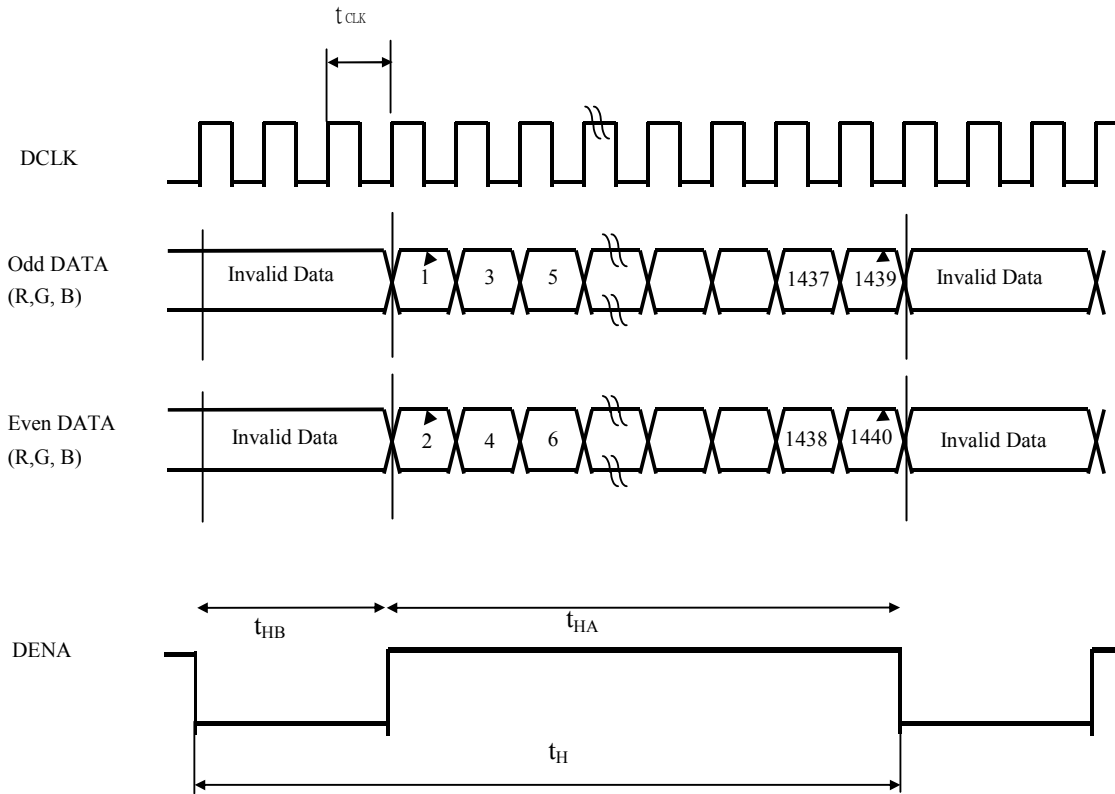 t CLK
DCLK
Odd DATA
(R,G, B)
Invalid Data 1 3 5 1437 1439 Invalid Data
Even DATA
(R,G, B)
Invalid Data 2 4 6 1438 1440 Invalid Data
tHB tHA
DENA
tH